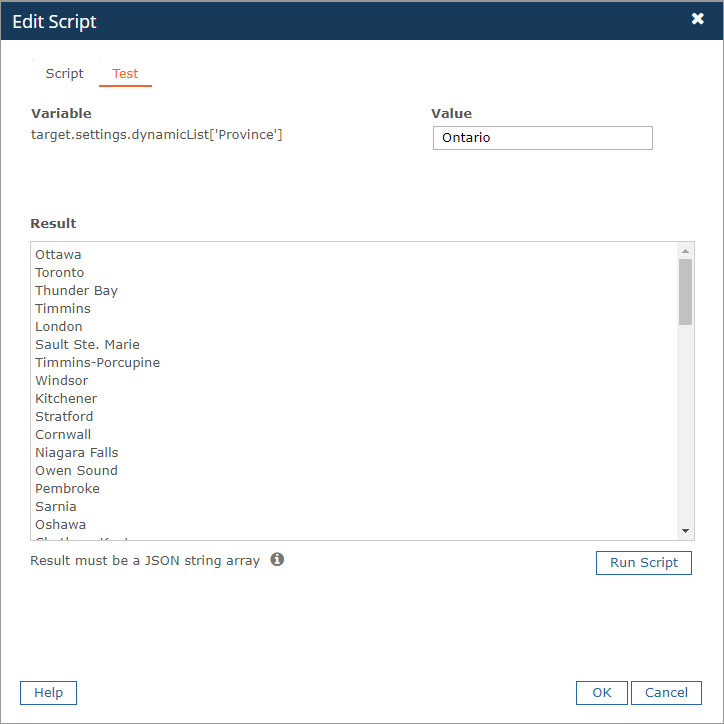 Edit Script
Script Test
Variable Value
target.settings.dynamicList['Province'] Ontario
Result
Ottawa
Toronto
Thunder Bay
Timmins
London
Sault Ste. Marie
Timmins-Porcupine
Windsor
Kitchener
Stratford
Cornwall
Niagara Falls
Owen Sound
Pembroke
Sarnia
Oshawa
Result must be a JSON string array
Run Script
Help OK Cancel